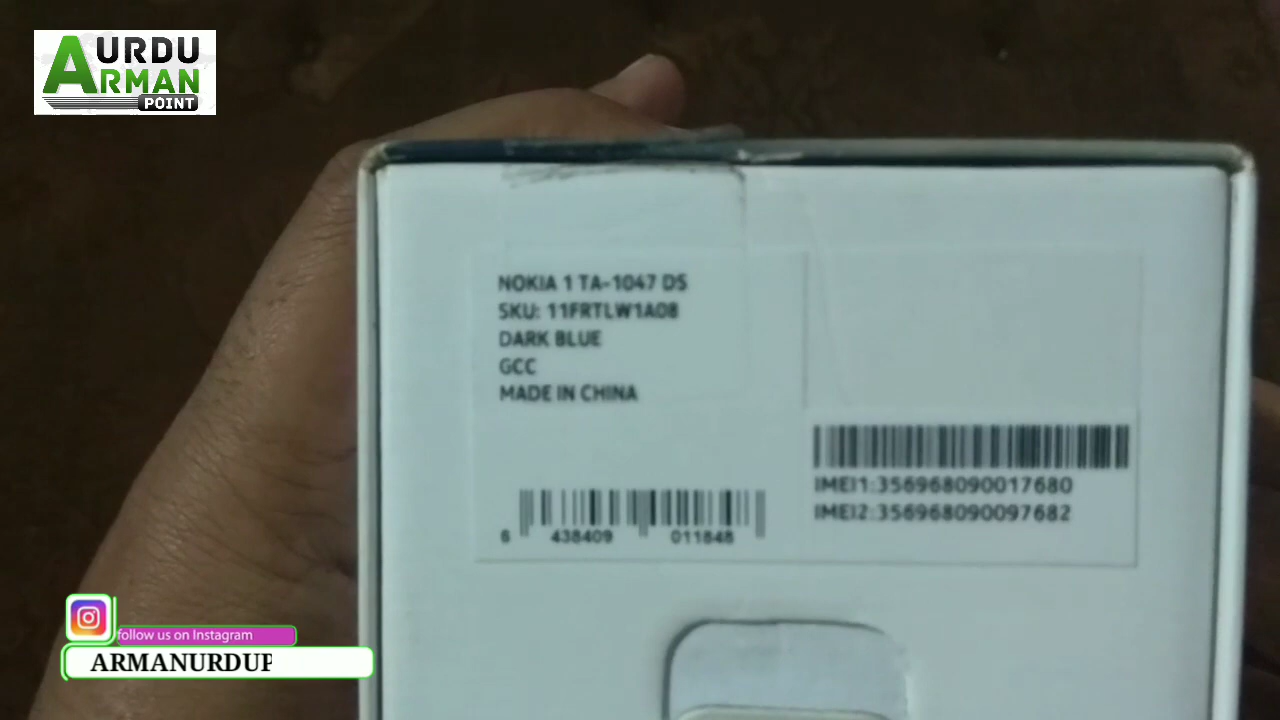 AURDU
ARMAN
POINT
NOKIA 1 TA-1047 DS
SKU: 11FRTLW1A08
DARK BLUE
GCC
MADE IN CHINA
6 438409 011848
IMEI1:356968090017680
IMEI2:356968090097682
follow us on Instagram
ARMANURDUP